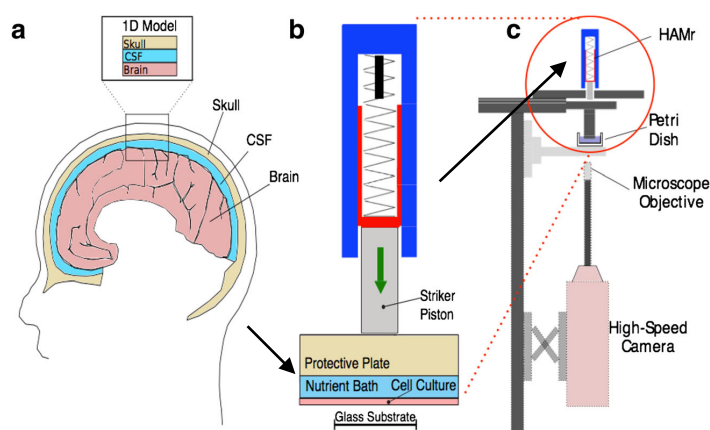 a
1D Model
Skull
CSF
Brain
Skull
CSF
Brain
b
Striker
Piston
Protective Plate
Nutrient Bath Cell Culture
Glass Substrate
c
HAMr
Petri
Dish
Microscope
Objective
High-Speed
Camera